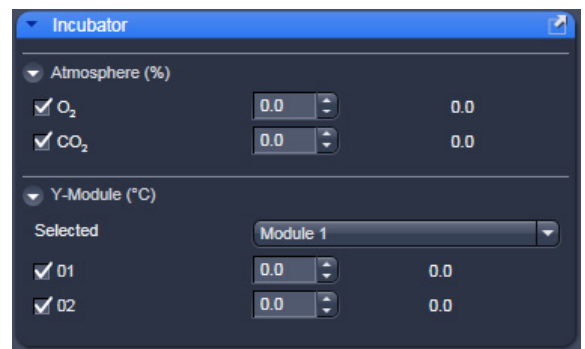 Incubator
Atmosphere (%)
O₂ 0.0 0.0
CO₂ 0.0 0.0
Y-Module (°C)
Selected Module 1
01 0.0 0.0
02 0.0 0.0